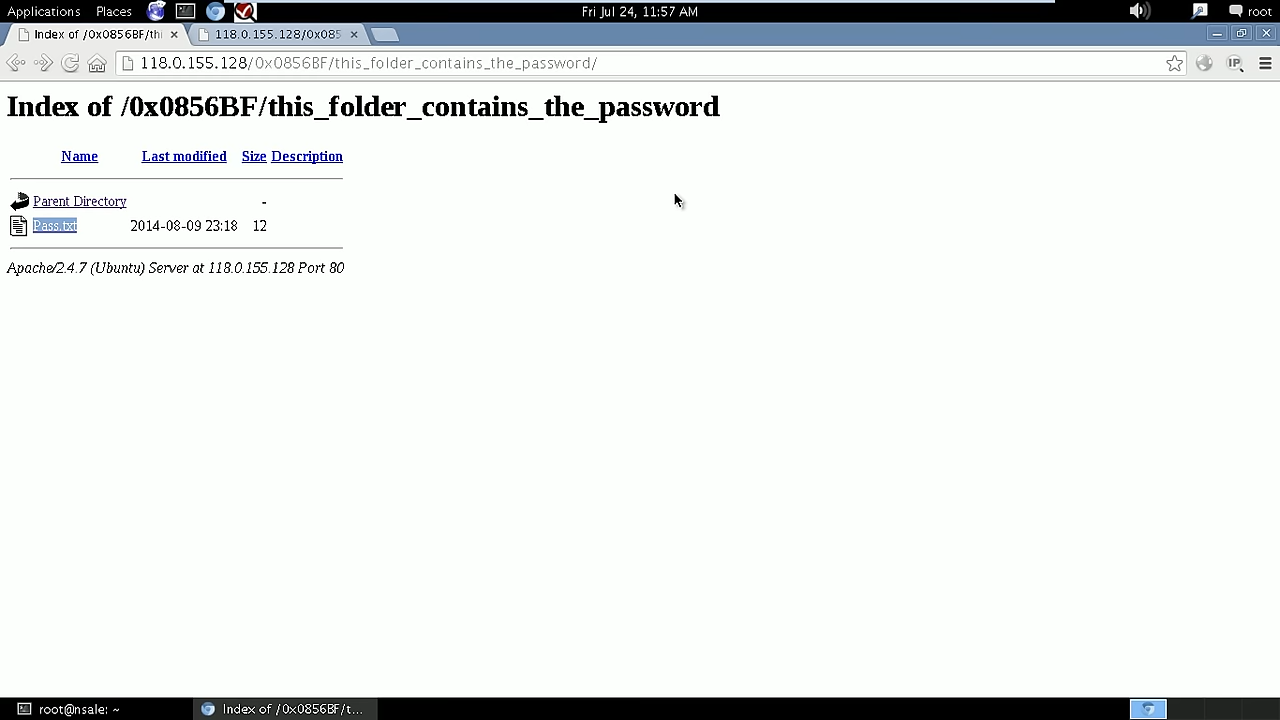 Applications Places Fri Jul 24, 11:57 AM root
Index of /0x0856BF/thi 118.0.155.128/0x085
118.0.155.128/0x0856BF/this_folder_contains_the_password/ IP
Index of /0x0856BF/this_folder_contains_the_password
Name Last modified Size Description
Parent Directory -
Pass.txt 2014-08-09 23:18 12
Apache/2.4.7 (Ubuntu) Server at 118.0.155.128 Port 80
root@nsale: ~ Index of /0x0856BF/t...